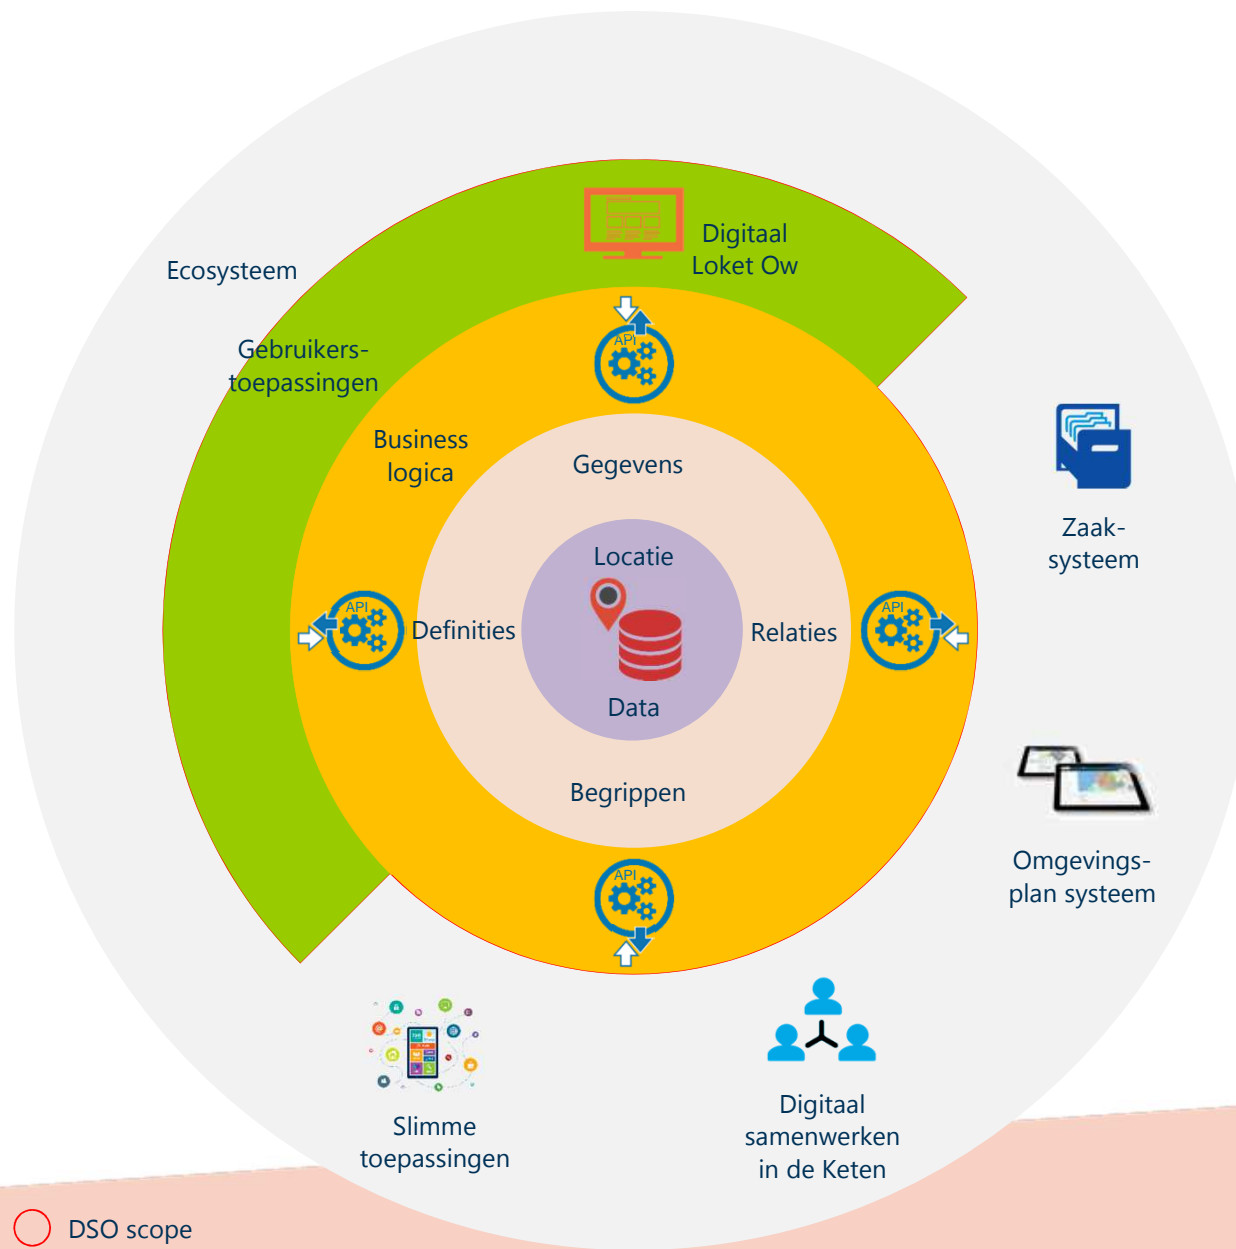 Digitaal
Loket Ow
Ecosysteem
Gebruikers-
toepassingen
API
Business
logica
Gegevens
Zaak-
systeem
Locatie
API
Definities
Relaties
API
Data
Begrippen
Omgevings-
plan systeem
API
Slimme
toepassingen
Digitaal
samenwerken
in de Keten
DSO scope